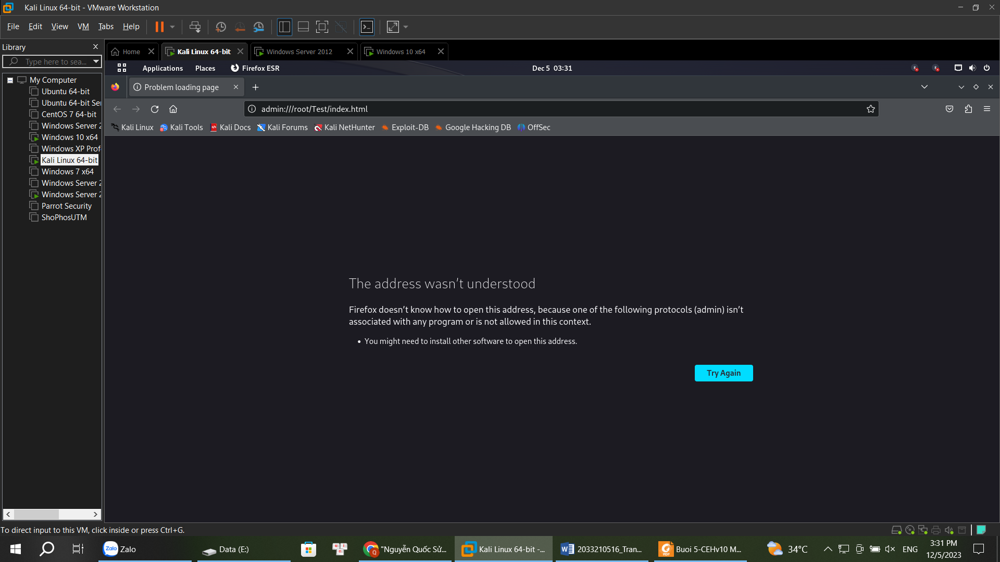 Kali Linux 64-bit - VMware Workstation
File Edit View VM Tabs Help
Library
Type here to sea...
My Computer
Ubuntu 64-bit
Ubuntu 64-bit Ser
CentOS 7 64-bit
Windows Server 2
Windows 10 x64
Windows XP Prof
Kali Linux 64-bit
Windows 7 x64
Windows Server 2
Windows Server 2
Parrot Security
ShoPhosUTM
Home Kali Linux 64-bit Windows Server 2012 Windows 10 x64
Applications Places Firefox ESR Dec 5 03:31
Problem loading page
admin:///root/Test/index.html
Kali Linux Kali Tools Kali Docs Kali Forums Kali NetHunter Exploit-DB Google Hacking DB OffSec
The address wasn't understood
Firefox doesn't know how to open this address, because one of the following protocols (admin) isn't
associated with any program or is not allowed in this context.
• You might need to install other software to open this address.
Try Again
To direct input to this VM, click inside or press Ctrl+G.
Zalo Data (E:) "Nguyễn Quốc Sử... Kali Linux 64-bit -... 2033210516_Tran... Buoi 5-CEHv10 M... 34°C ENG 3:31 PM
12/5/2023